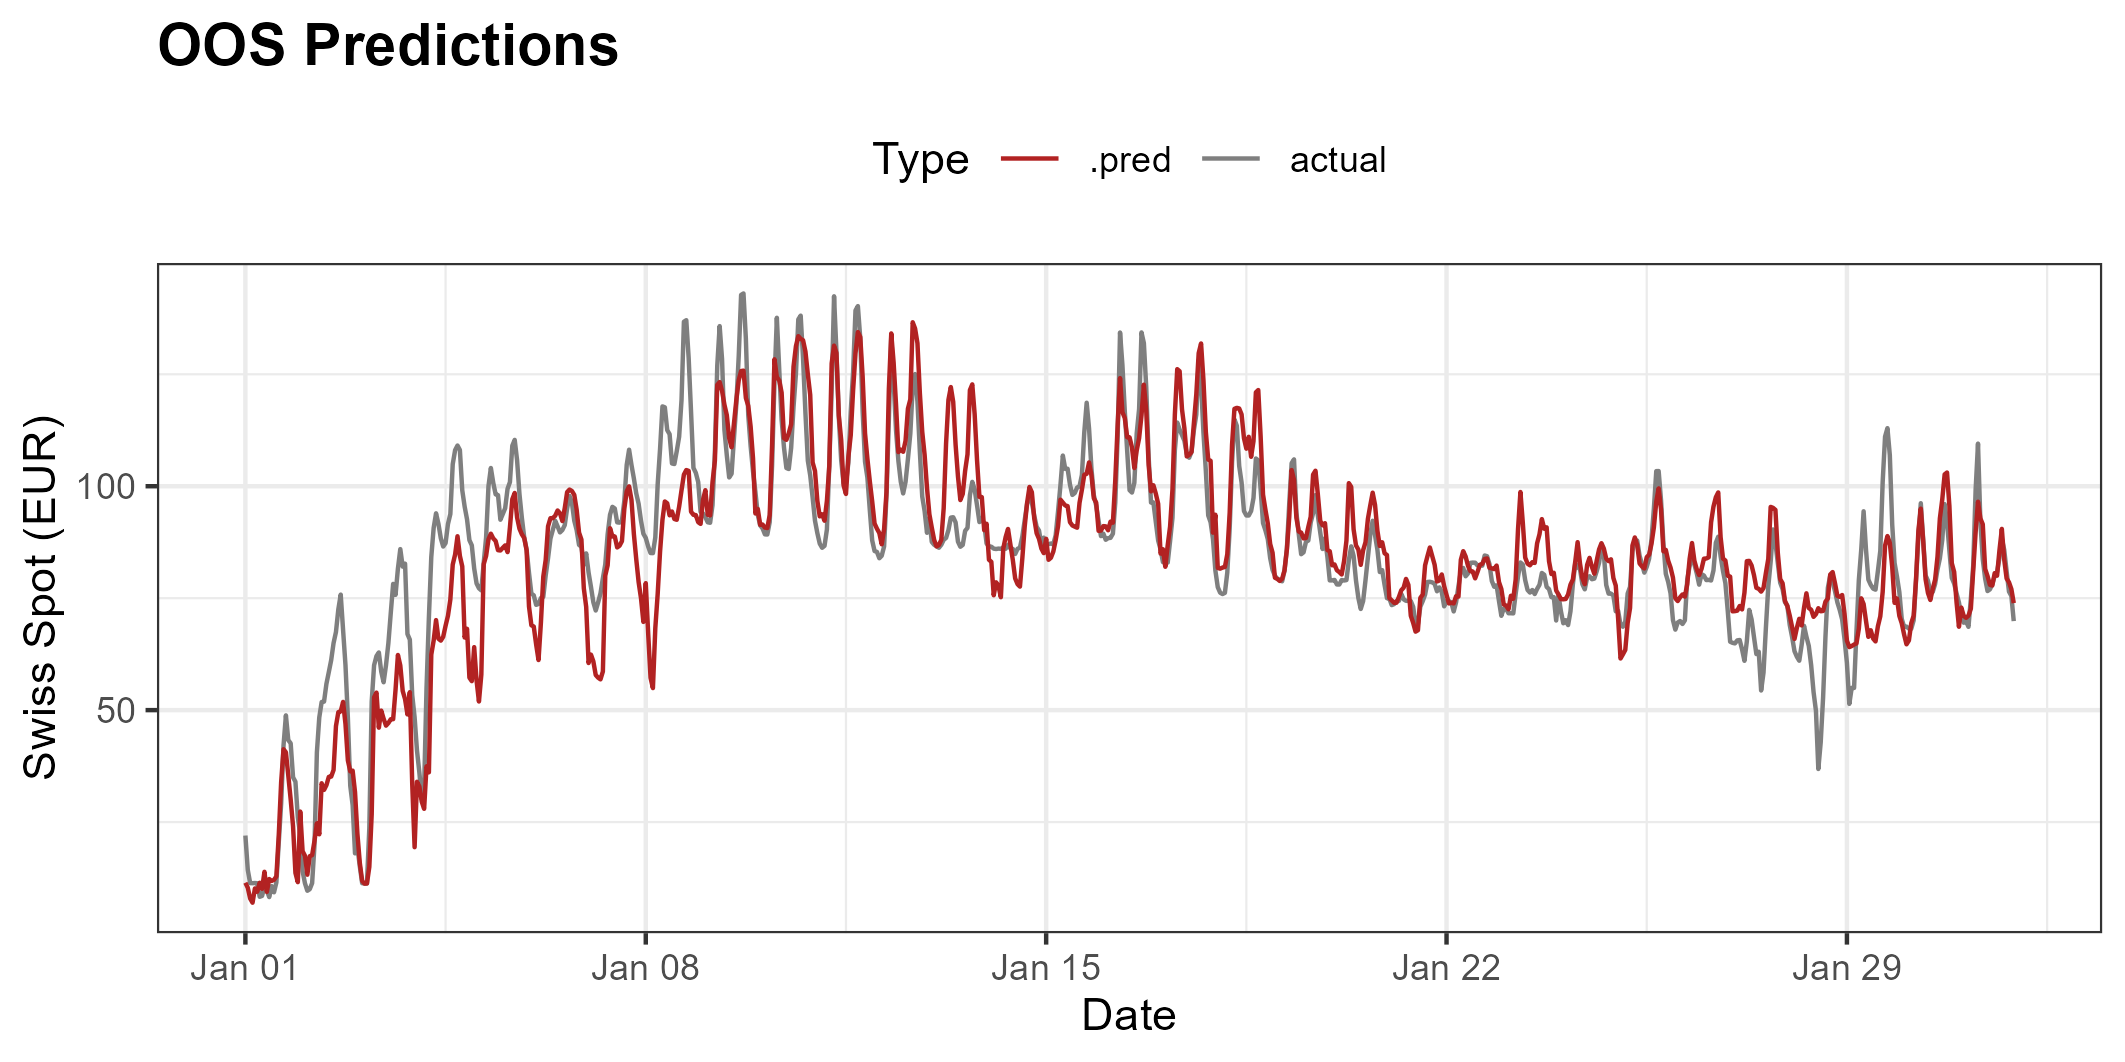 OOS Predictions
Type .pred actual
Swiss Spot (EUR)
100
50
Jan 01 Jan 08 Jan 15 Jan 22 Jan 29
Date